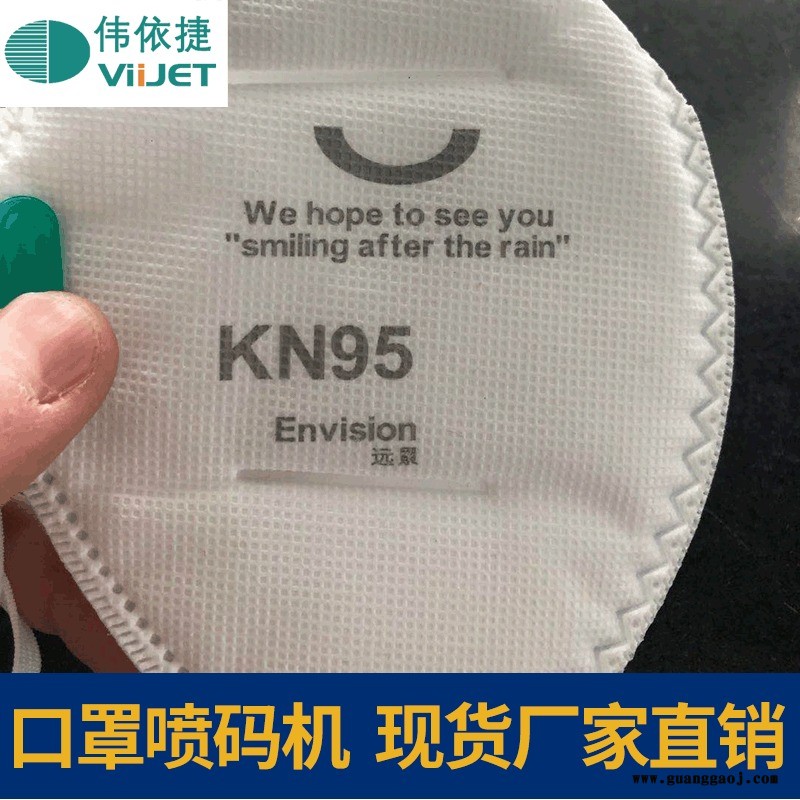 伟依捷
ViiJET
We hope to see you
"smiling after the rain"
KN95
Envision
远景
口罩喷码机 现货厂家直销
www.guanggaoj.com